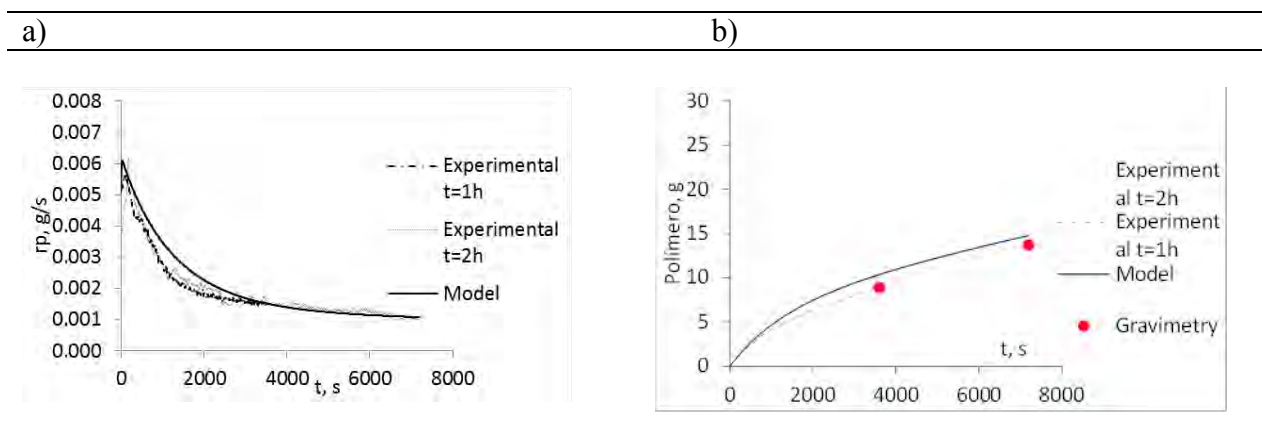 a) b)
0.008
0.007
0.006
0.005
0.004
0.003
0.002
0.001
0.000
rp, g/s
0 2000 4000 6000 8000
t, s
Experimental
t=1h
Experimental
t=2h
Model
30
25
20
15
10
5
0
Polímero, g
0 2000 4000 6000 8000
t, s
Experiment
al t=2h
Experiment
al t=1h
Model
Gravimetry